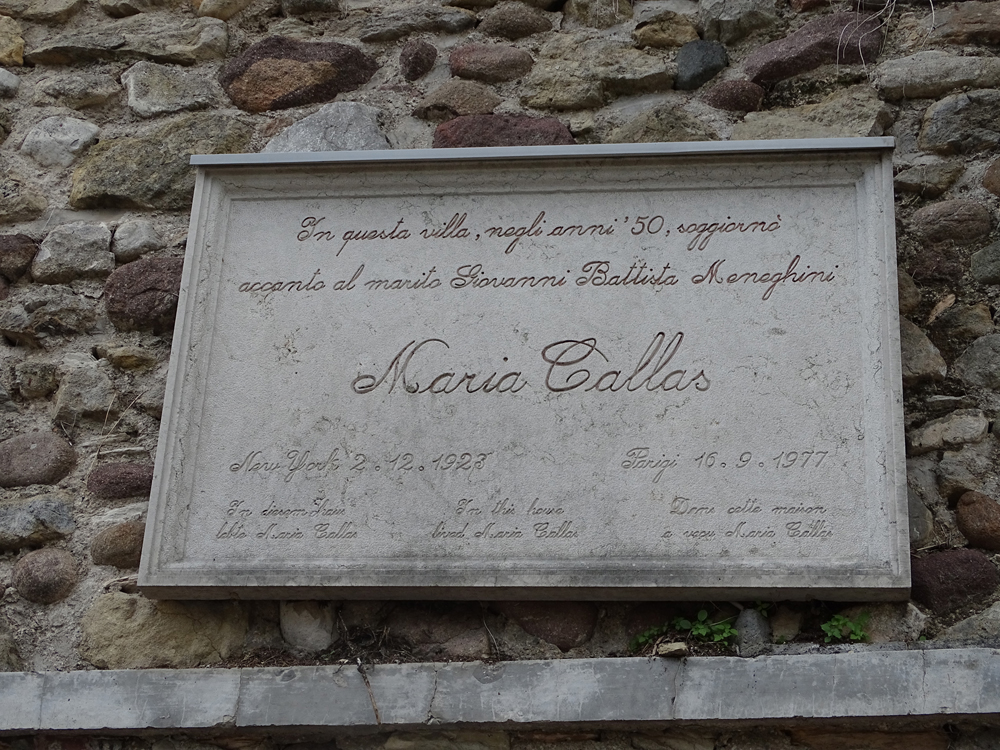 In questa villa, negli anni '50, soggiornò
accanto al marito Giovanni Battista Meneghini
Maria Callas
New York 2.12.1923 Parigi 16.9.1977
In diesem Haus In this house Dans cette maison
lebte Maria Callas lived Maria Callas a vecu Maria Callas